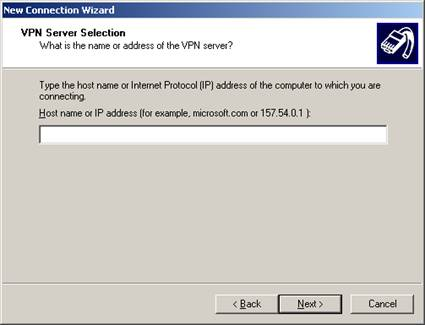 New Connection Wizard
VPN Server Selection
What is the name or address of the VPN server?
Type the host name or Internet Protocol (IP) address of the computer to which you are
connecting.
Host name or IP address (for example, microsoft.com or 157.54.0.1 ):
< Back
Next >
Cancel